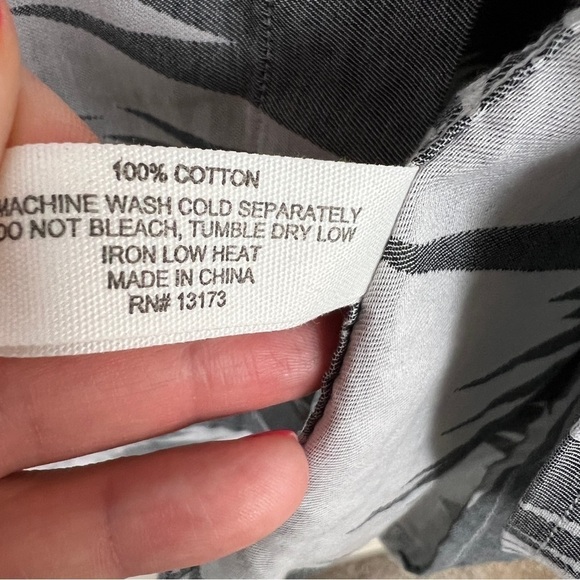 100% COTTON
MACHINE WASH COLD SEPARATELY
DO NOT BLEACH, TUMBLE DRY LOW
IRON LOW HEAT
MADE IN CHINA
RN# 13173